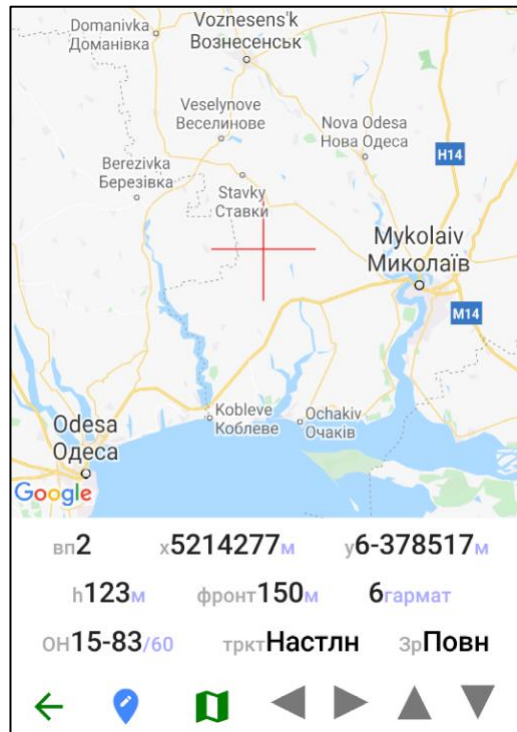 Domanivka
Доманівка
Voznesens'k
Вознесенськ
Veselynove
Веселинове
Nova Odesa
Нова Одеса
H14
Berezivka
Березівка
Stavky
Ставки
Mykolaiv
Миколаїв
M14
Kobleve
Коблеве
Ochakiv
Очаків
Odesa
Одеса
Google
вп2 x5214277м y6-378517м
h123м фронт150м 6гармат
ОН15-83/60 тркТНастлн ЗрПовн